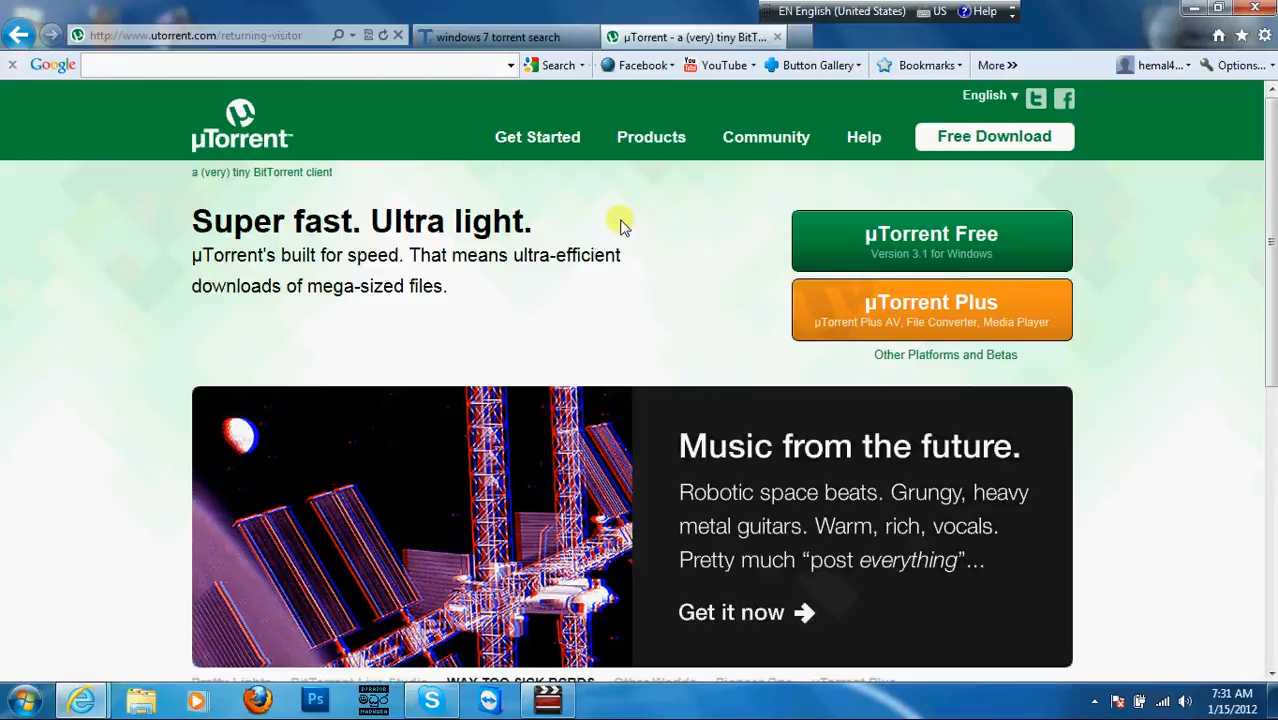 EN English (United States) US Help
http://www.utorrent.com/returning-visitor
windows 7 torrent search
µTorrent - a (very) tiny BitT...
Google Search Facebook YouTube Button Gallery Bookmarks More hemal4... Options...
English
µTorrent
Get Started Products Community Help Free Download
a (very) tiny BitTorrent client
Super fast. Ultra light.
µTorrent's built for speed. That means ultra-efficient
downloads of mega-sized files.
µTorrent Free
Version 3.1 for Windows
µTorrent Plus
µTorrent Plus AV, File Converter, Media Player
Other Platforms and Betas
Music from the future.
Robotic space beats. Grungy, heavy
metal guitars. Warm, rich, vocals.
Pretty much “post everything”...
Get it now
7:31 AM
1/15/2012